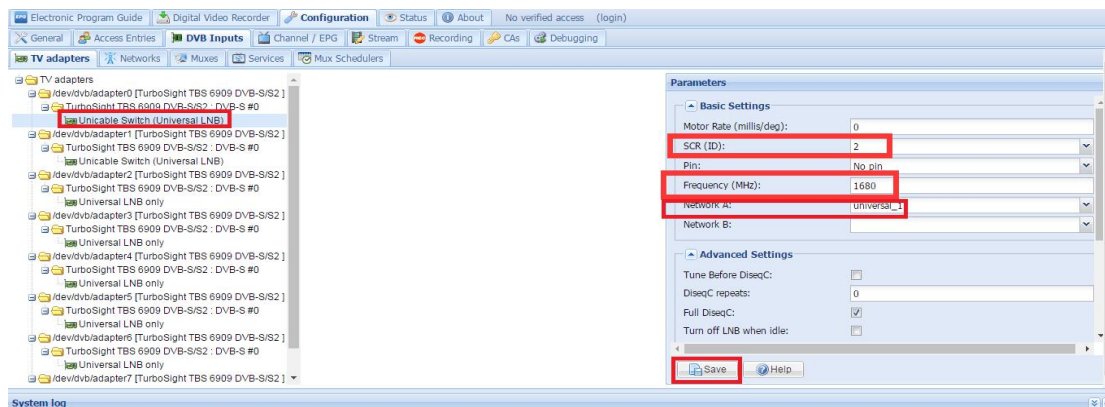 Electronic Program Guide Digital Video Recorder Configuration Status About No verified access (login)
General Access Entries DVB Inputs Channel / EPG Stream Recording CAs Debugging
TV adapters Networks Muxes Services Mux Schedulers
TV adapters
/dev/dvb/adapter0 [TurboSight TBS 6909 DVB-S/S2 ]
TurboSight TBS 6909 DVB-S/S2 : DVB-S #0
Unicable Switch (Universal LNB)
/dev/dvb/adapter1 [TurboSight TBS 6909 DVB-S/S2 ]
TurboSight TBS 6909 DVB-S/S2 : DVB-S #0
Unicable Switch (Universal LNB)
/dev/dvb/adapter2 [TurboSight TBS 6909 DVB-S/S2 ]
TurboSight TBS 6909 DVB-S/S2 : DVB-S #0
Universal LNB only
/dev/dvb/adapter3 [TurboSight TBS 6909 DVB-S/S2 ]
TurboSight TBS 6909 DVB-S/S2 : DVB-S #0
Universal LNB only
/dev/dvb/adapter4 [TurboSight TBS 6909 DVB-S/S2 ]
TurboSight TBS 6909 DVB-S/S2 : DVB-S #0
Universal LNB only
/dev/dvb/adapter5 [TurboSight TBS 6909 DVB-S/S2 ]
TurboSight TBS 6909 DVB-S/S2 : DVB-S #0
Universal LNB only
/dev/dvb/adapter6 [TurboSight TBS 6909 DVB-S/S2 ]
TurboSight TBS 6909 DVB-S/S2 : DVB-S #0
Universal LNB only
/dev/dvb/adapter7 [TurboSight TBS 6909 DVB-S/S2 ]
Parameters
Basic Settings
Motor Rate (millis/deg): 0
SCR (ID): 2
Pin: No pin
Frequency (MHz): 1680
Network A: universal_1
Network B:
Advanced Settings
Tune Before DiseqC:
DiseqC repeats: 0
Full DiseqC:
Turn off LNB when idle:
Save Help
System log